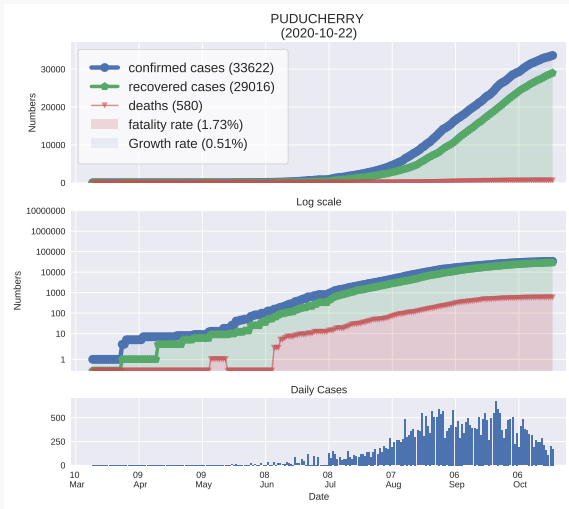 PUDUCHERRY
(2020-10-22)
confirmed cases (33622)
recovered cases (29016)
deaths (580)
fatality rate (1.73%)
Growth rate (0.51%)
Numbers
30000
20000
10000
0
Log scale
Numbers
10000000
1000000
100000
10000
1000
100
10
1
Daily Cases
500
250
0
10 09 09 08 08 07 06 06
Mar Apr May Jun Jul Aug Sep Oct
Date